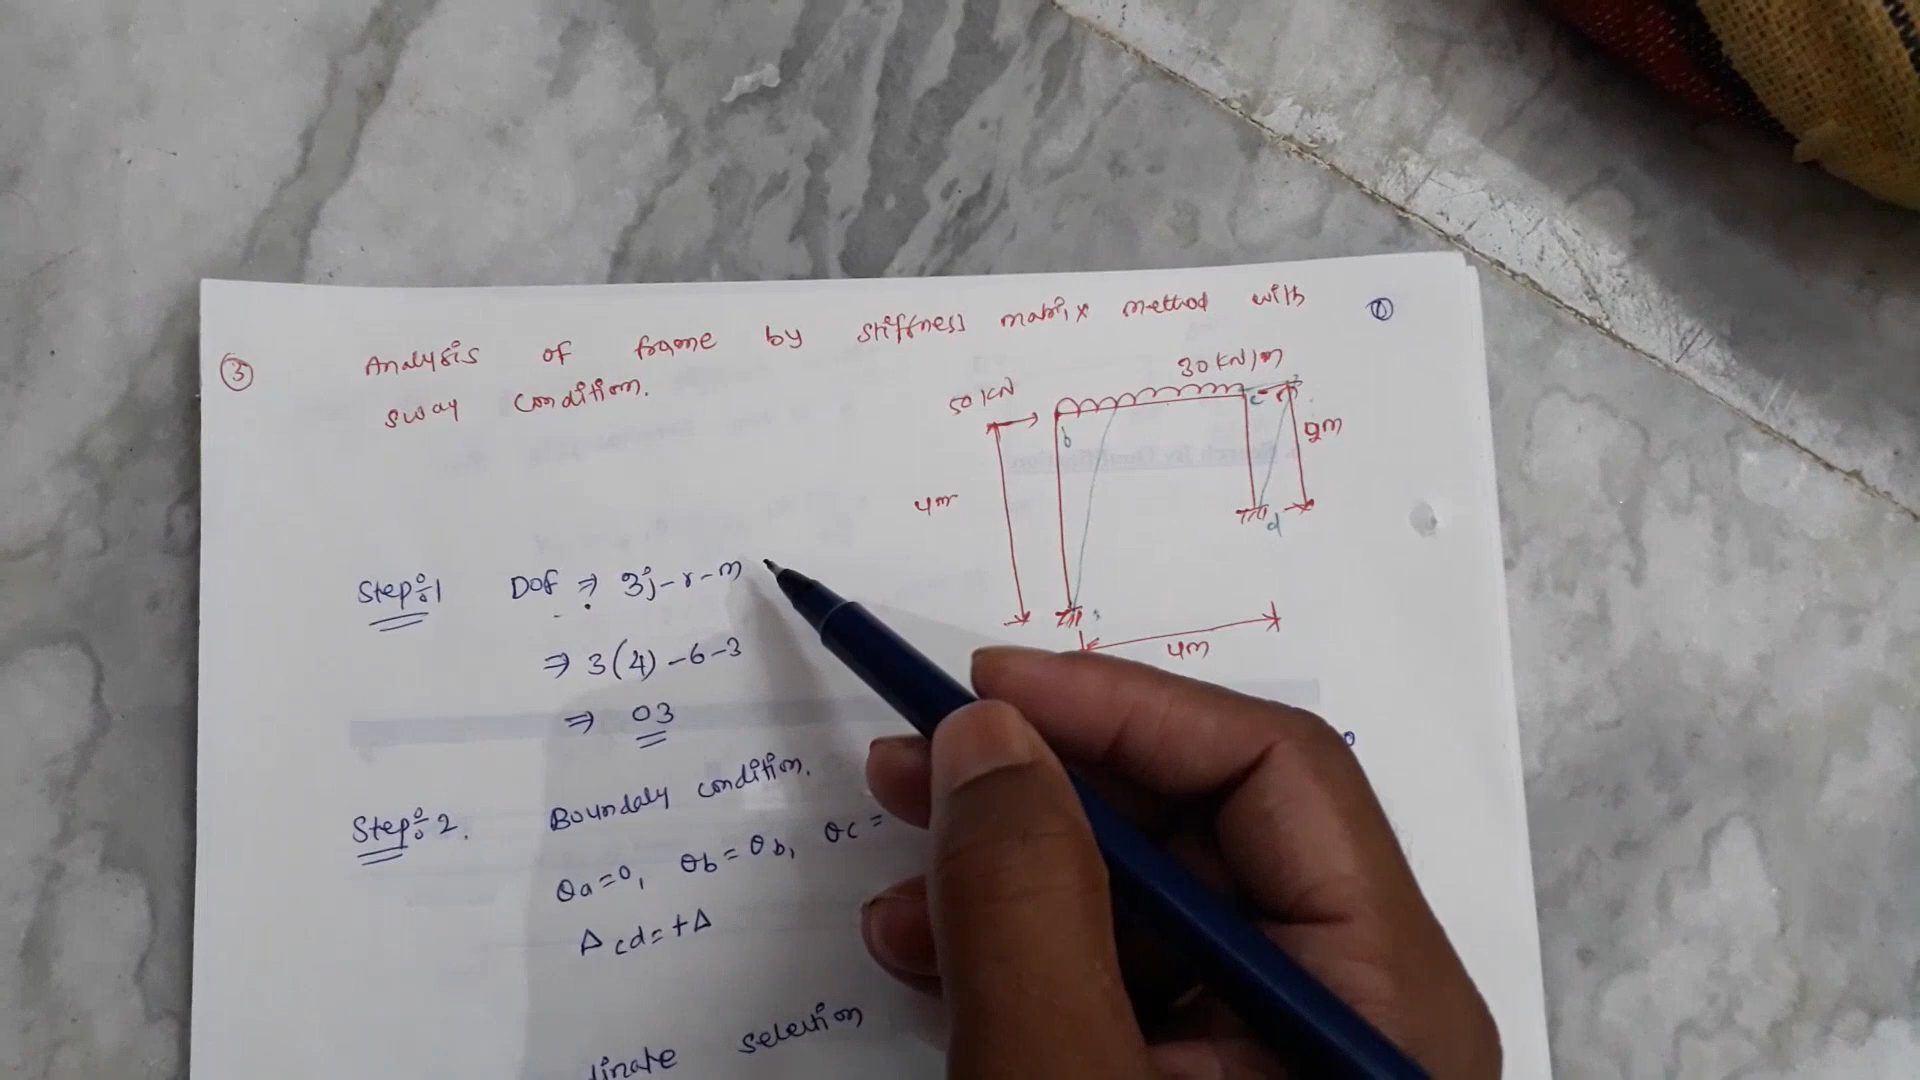 ③
Analysis of frame by stiffness matrix method with
sway condition.
①
50 KN
30 KN/m
b
c
4m
d
4m
Step:1 Dof ⇒ 3j-r-m
⇒ 3(4)-6-3
⇒ 03
Step:2. Boundary condition.
θa=0, θb=θb, θc=
Δcd=+Δ
selection